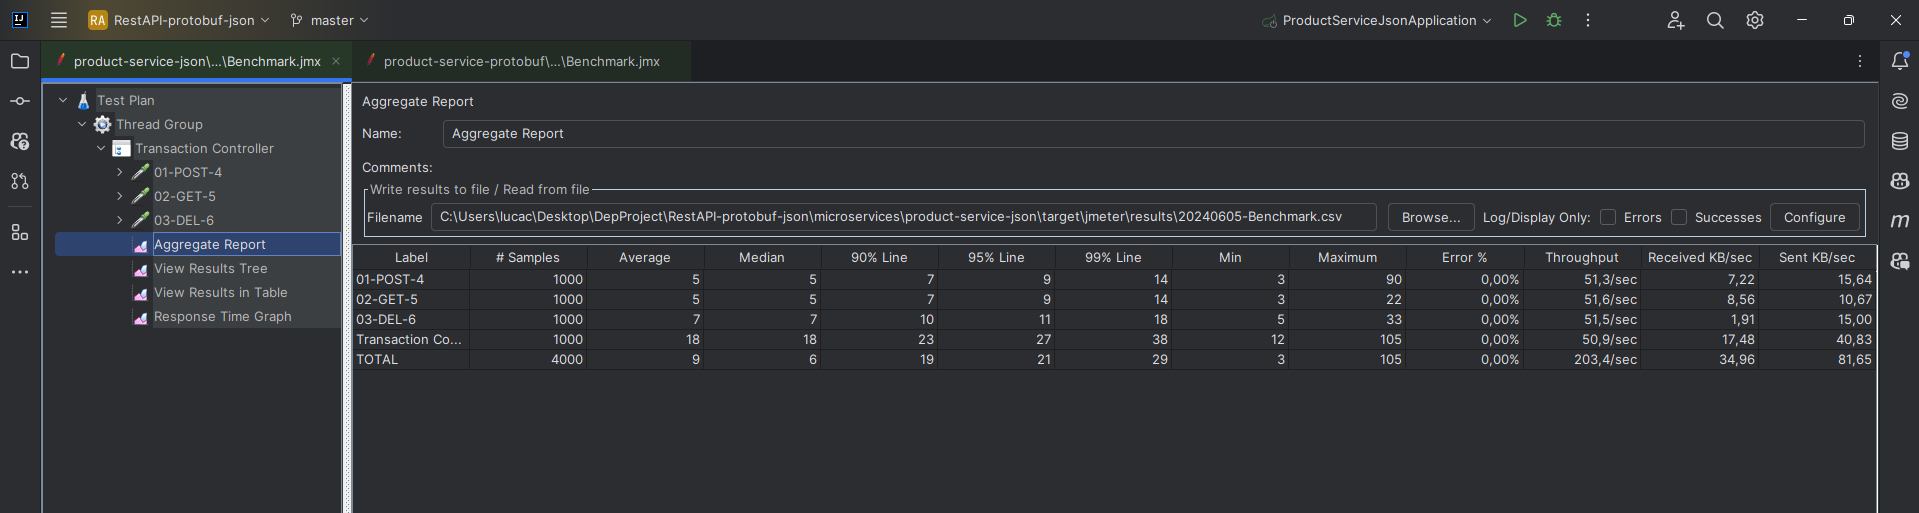 RA RestAPI-protobuf-json master ProductServiceJsonApplication
product-service-json\...\Benchmark.jmx product-service-protobuf\...\Benchmark.jmx
Test Plan
Thread Group
Transaction Controller
01-POST-4
02-GET-5
03-DEL-6
Aggregate Report
View Results Tree
View Results in Table
Response Time Graph
Aggregate Report
Name: Aggregate Report
Comments:
Write results to file / Read from file
Filename C:\Users\lucac\Desktop\DepProject\RestAPI-protobuf-json\microservices\product-service-json\target\jmeter\results\20240605-Benchmark.csv Browse... Log/Display Only: Errors Successes Configure
Label # Samples Average Median 90% Line 95% Line 99% Line Min Maximum Error % Throughput Received KB/sec Sent KB/sec
01-POST-4 1000 5 5 7 9 14 3 90 0,00% 51,3/sec 7,22 15,64
02-GET-5 1000 5 5 7 9 14 3 22 0,00% 51,6/sec 8,56 10,67
03-DEL-6 1000 7 7 10 11 18 5 33 0,00% 51,5/sec 1,91 15,00
Transaction Co... 1000 18 18 23 27 38 12 105 0,00% 50,9/sec 17,48 40,83
TOTAL 4000 9 6 19 21 29 3 105 0,00% 203,4/sec 34,96 81,65